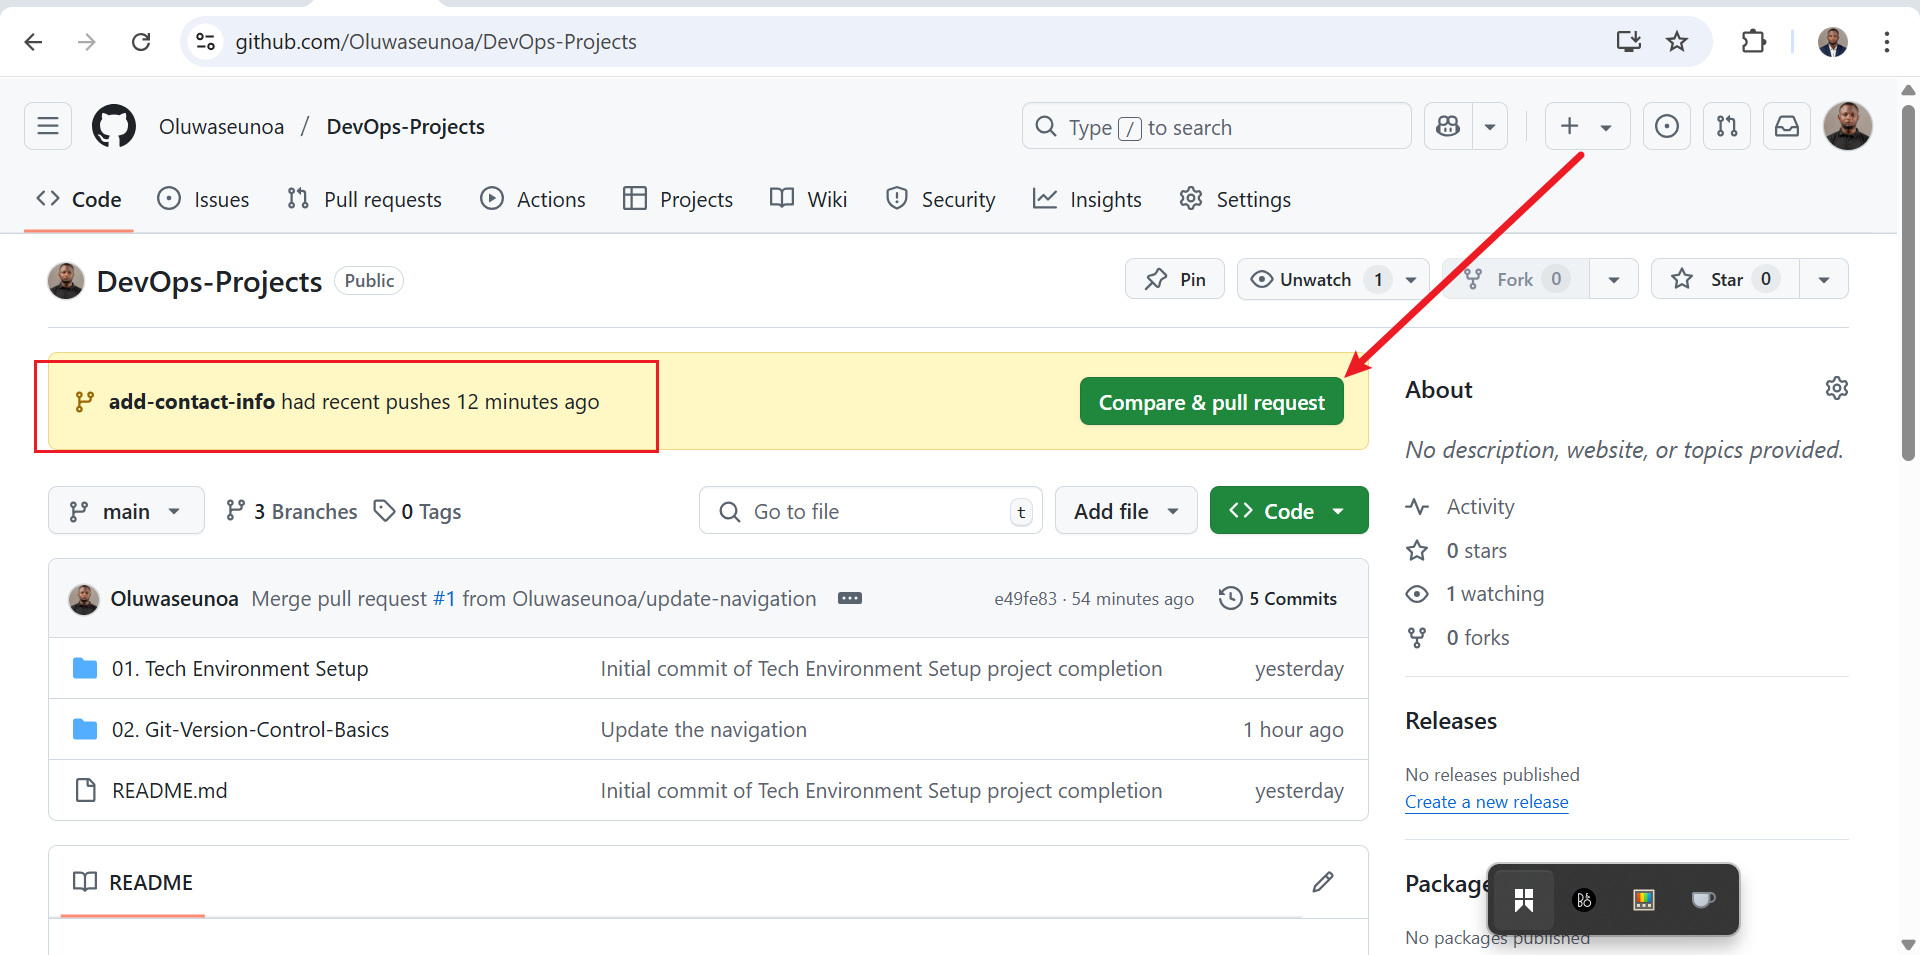 github.com/Oluwaseunoa/DevOps-Projects
Oluwaseunoa / DevOps-Projects
Type / to search
Code
Issues
Pull requests
Actions
Projects
Wiki
Security
Insights
Settings
DevOps-Projects Public
Pin
Unwatch 1
Fork 0
Star 0
add-contact-info had recent pushes 12 minutes ago
Compare & pull request
main
3 Branches
0 Tags
Go to file t
Add file
Code
Oluwaseunoa Merge pull request #1 from Oluwaseunoa/update-navigation
e49fe83 · 54 minutes ago
5 Commits
01. Tech Environment Setup Initial commit of Tech Environment Setup project completion yesterday
02. Git-Version-Control-Basics Update the navigation 1 hour ago
README.md Initial commit of Tech Environment Setup project completion yesterday
README
About
No description, website, or topics provided.
Activity
0 stars
1 watching
0 forks
Releases
No releases published
Create a new release
Package
No packages published